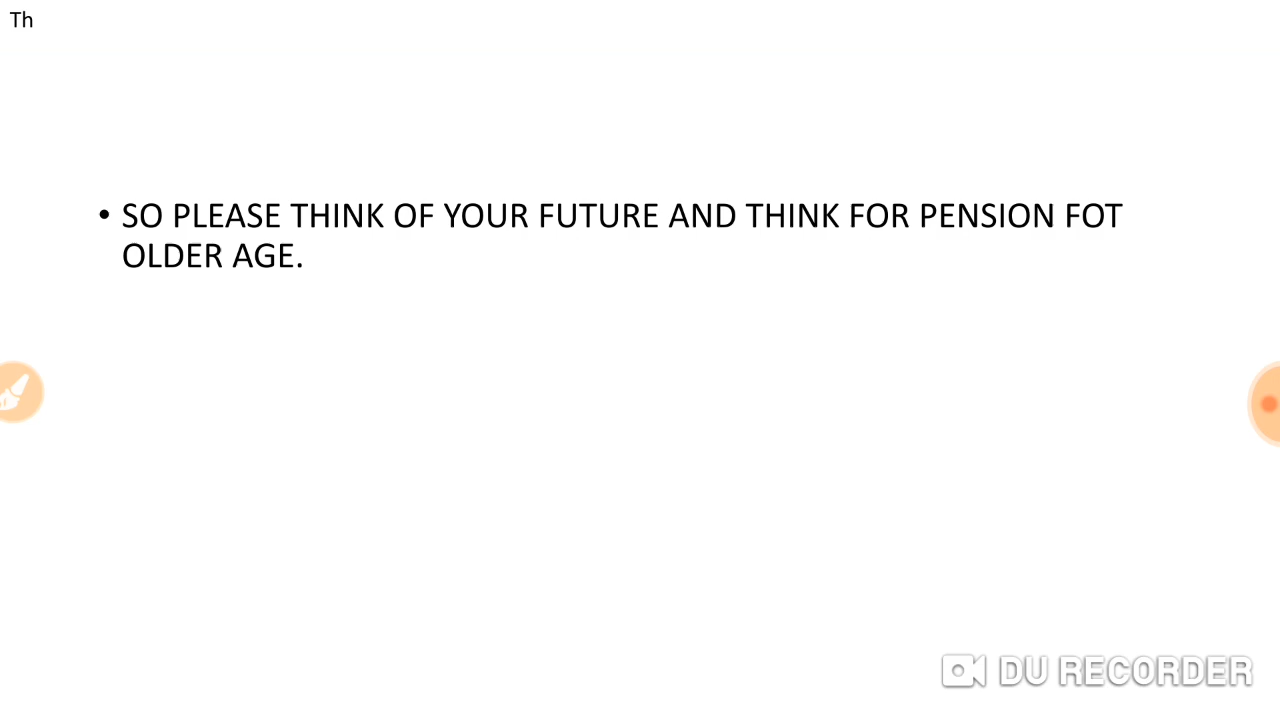 Th
• SO PLEASE THINK OF YOUR FUTURE AND THINK FOR PENSION FOT
OLDER AGE.
DU RECORDER